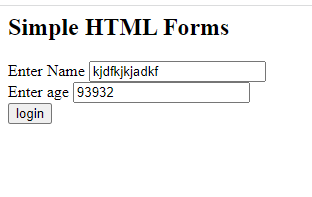 Simple HTML Forms
Enter Name kjdfkjkjadkf
Enter age 93932
login